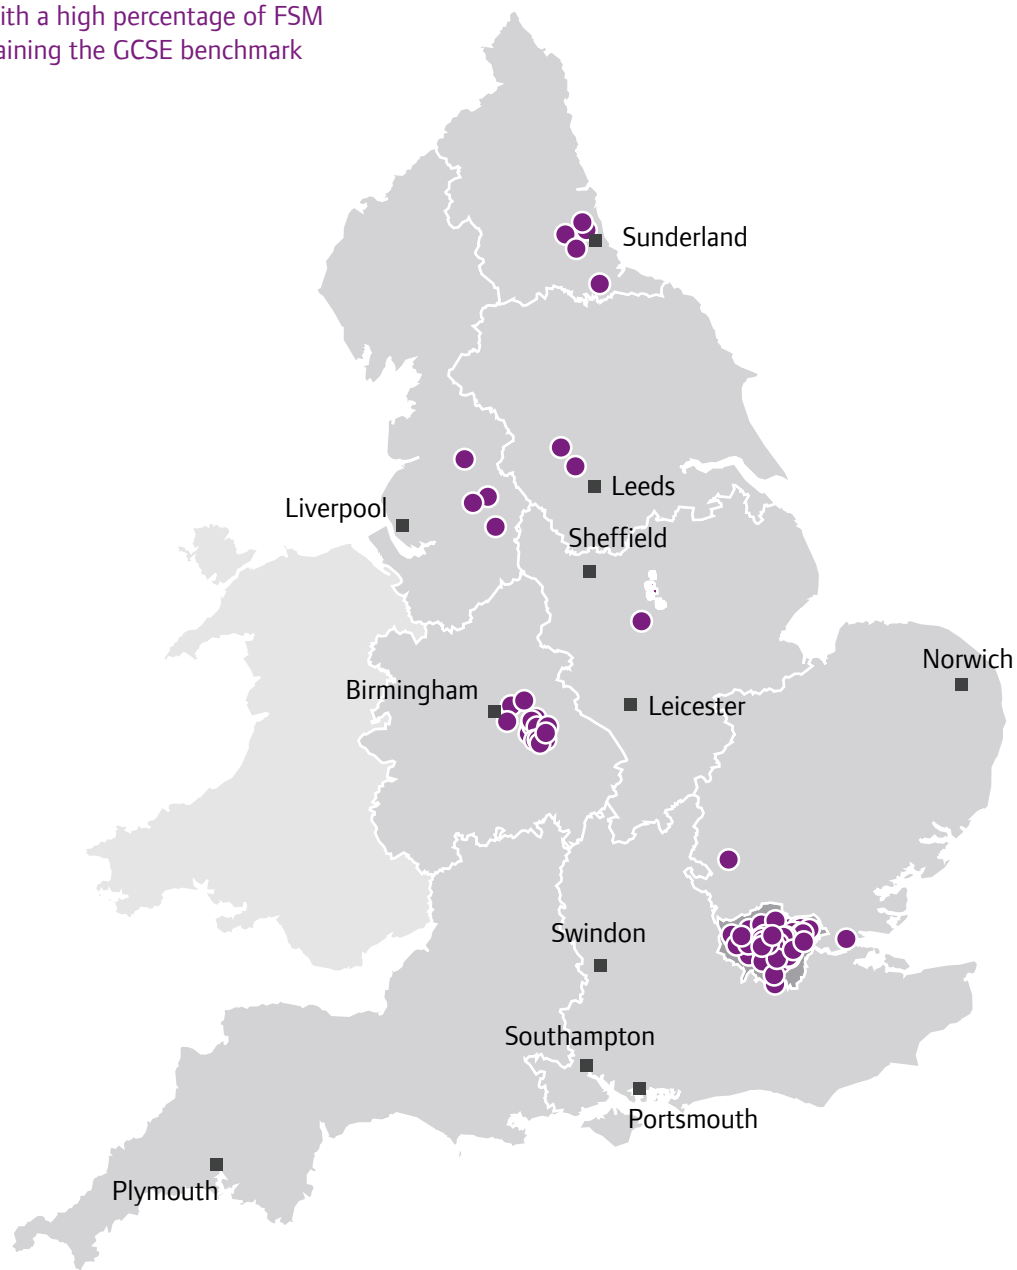 ith a high percentage of FSM
aining the GCSE benchmark
Sunderland
Leeds
Liverpool
Sheffield
Norwich
Birmingham
Leicester
Swindon
Southampton
Portsmouth
Plymouth